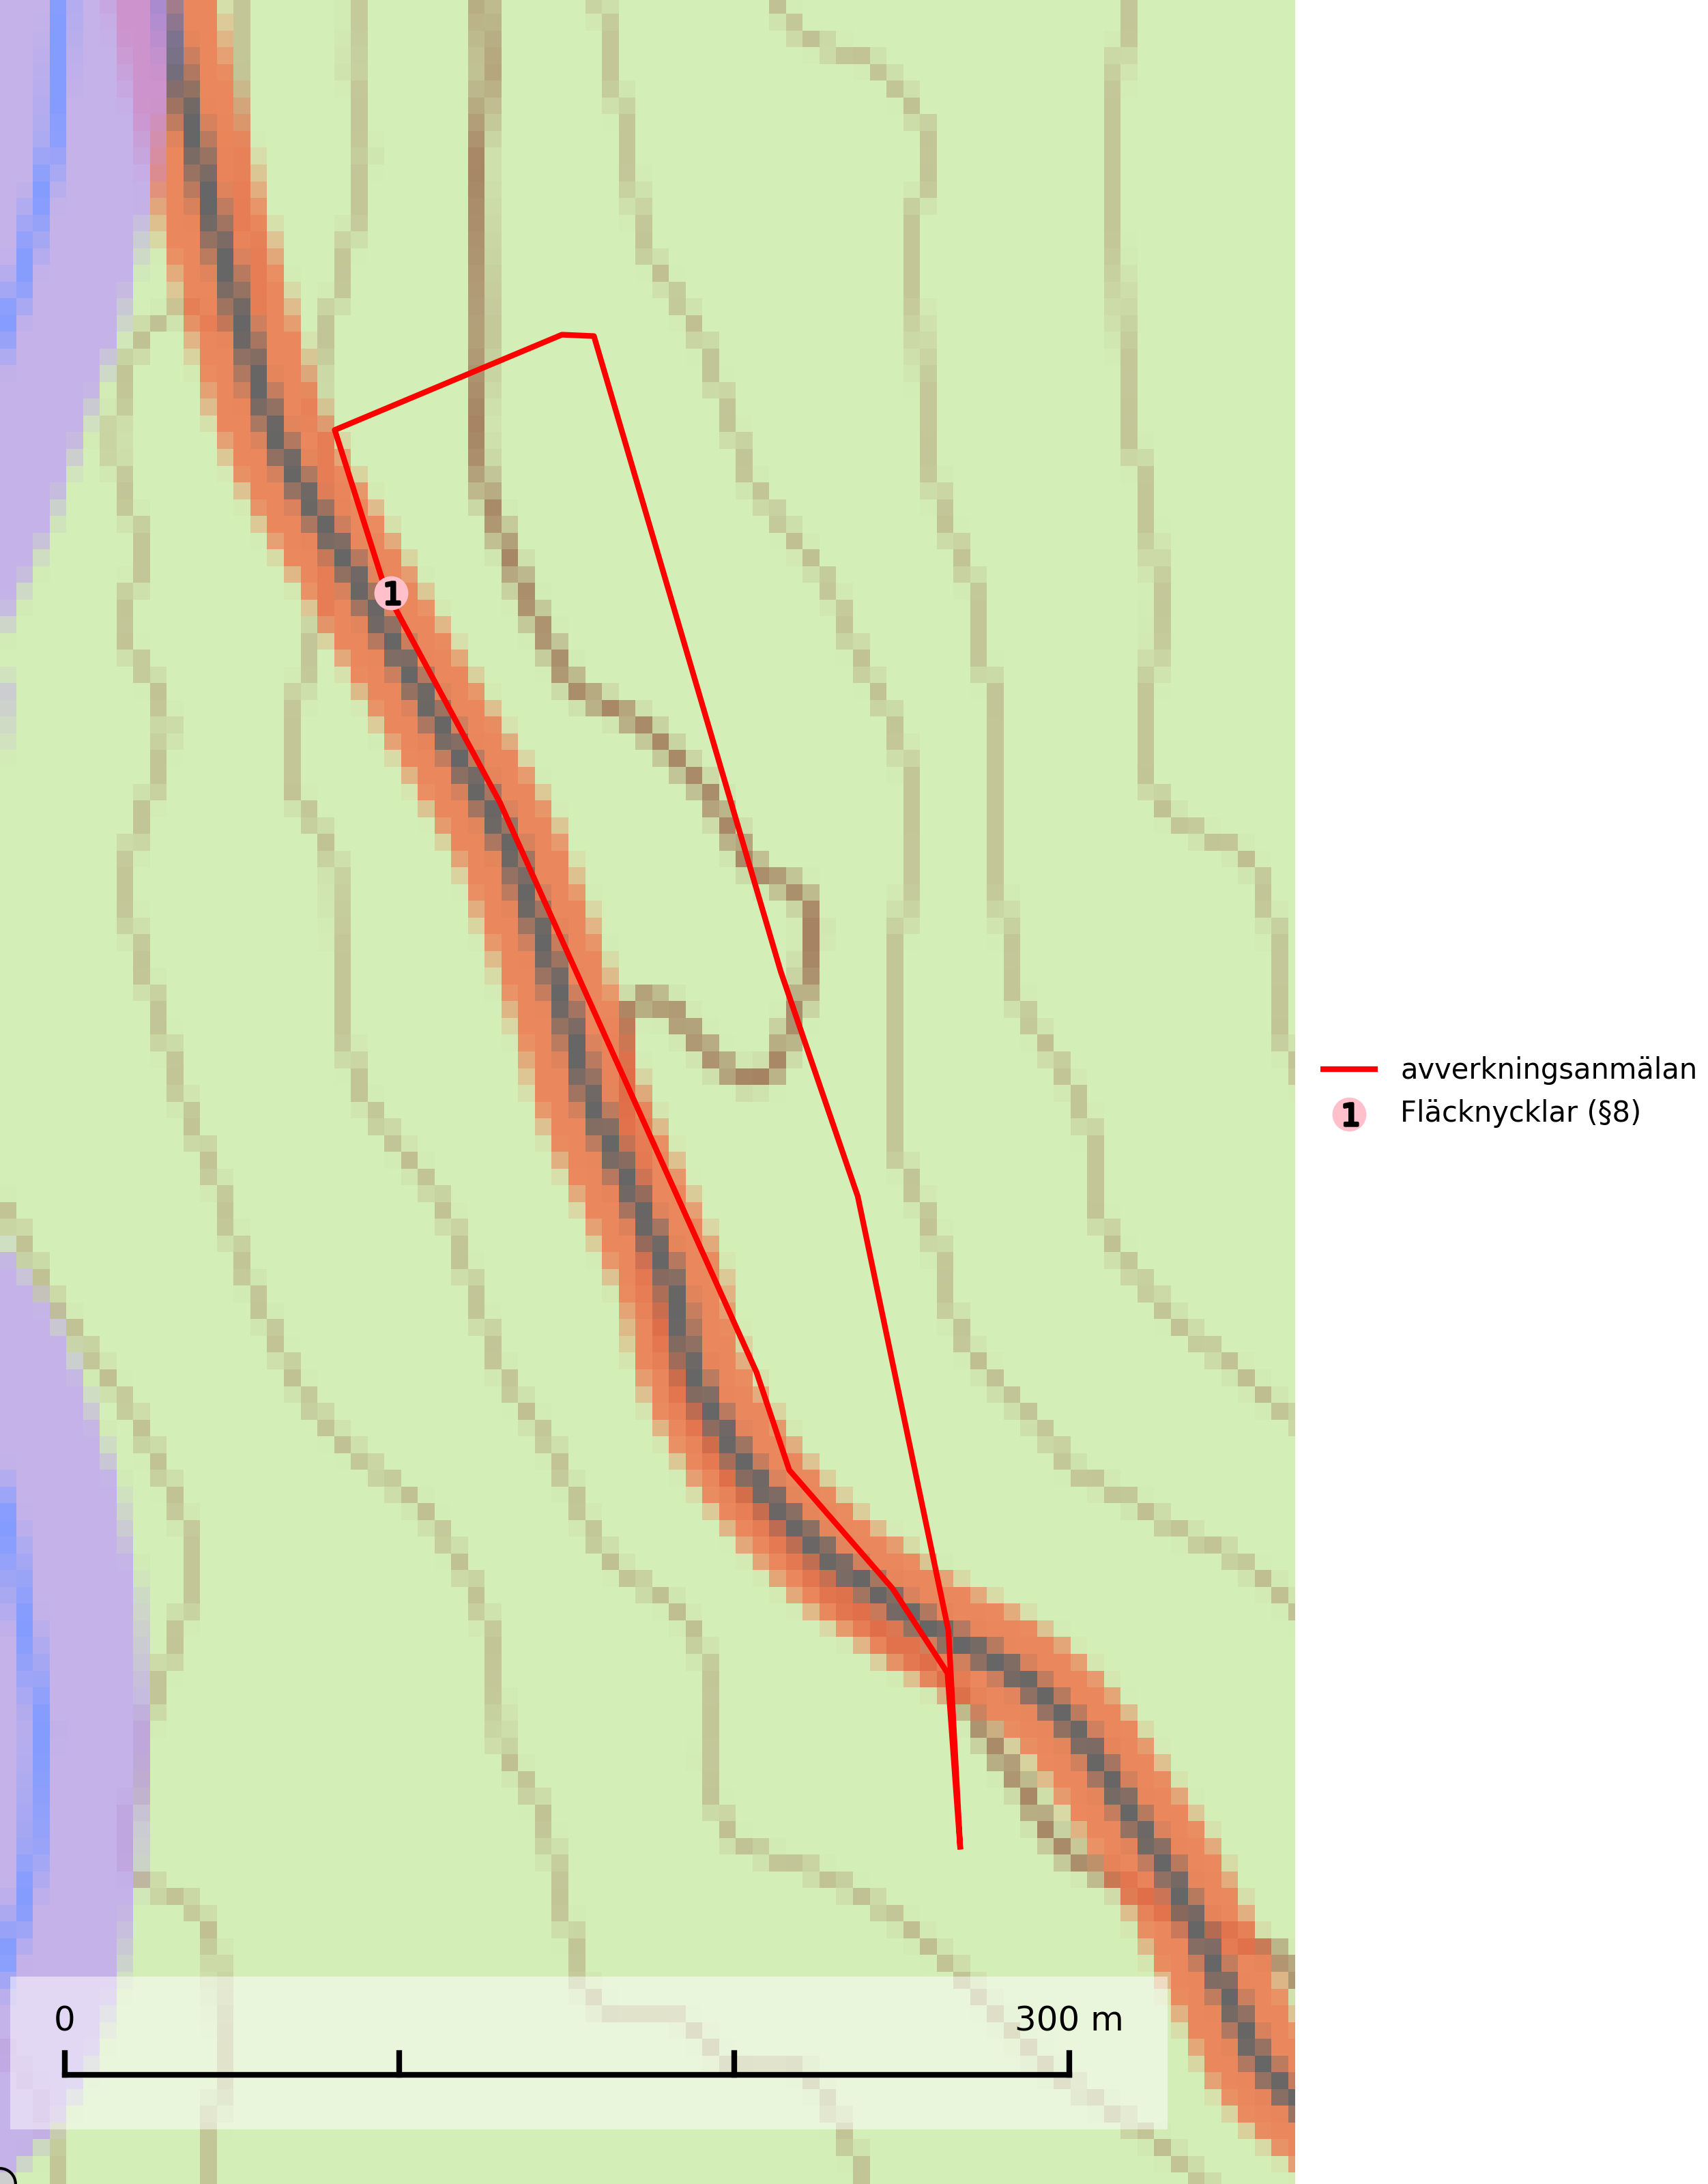 1
avverkningsanmälan
1 Fläcknycklar (§8)
0 300 m